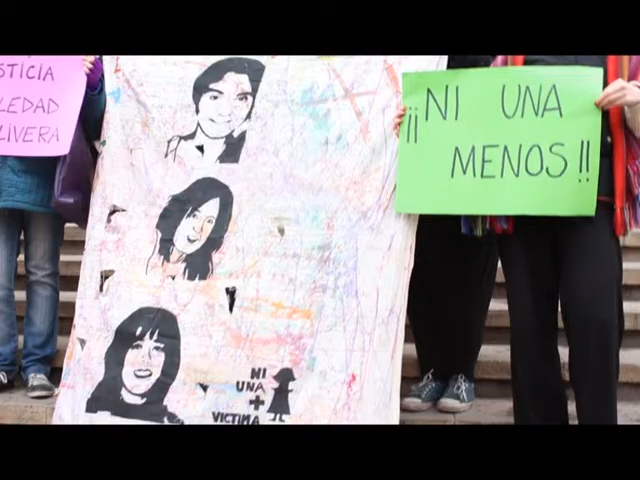 STICIA
LEDAD
LIVERA
¡¡ NI UNA
MENOS!!
NI
UNA
+
VICTIMA